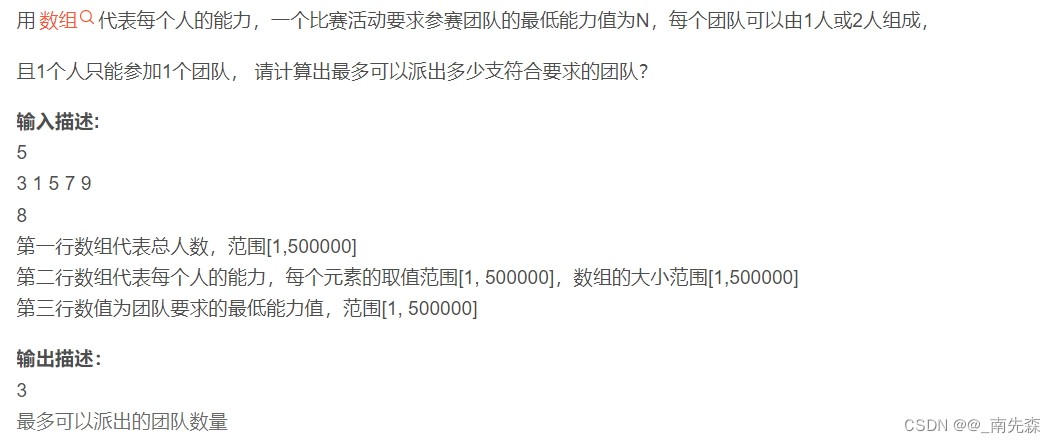 用 数组 代表每个人的能力，一个比赛活动要求参赛团队的最低能力值为N，每个团队可以由1人或2人组成，
且1个人只能参加1个团队， 请计算出最多可以派出多少支符合要求的团队？
输入描述:
5
3 1 5 7 9
8
第一行数组代表总人数，范围[1,500000]
第二行数组代表每个人的能力，每个元素的取值范围[1, 500000]，数组的大小范围[1,500000]
第三行数值为团队要求的最低能力值，范围[1, 500000]
输出描述：
3
最多可以派出的团队数量
CSDN @@_南先森